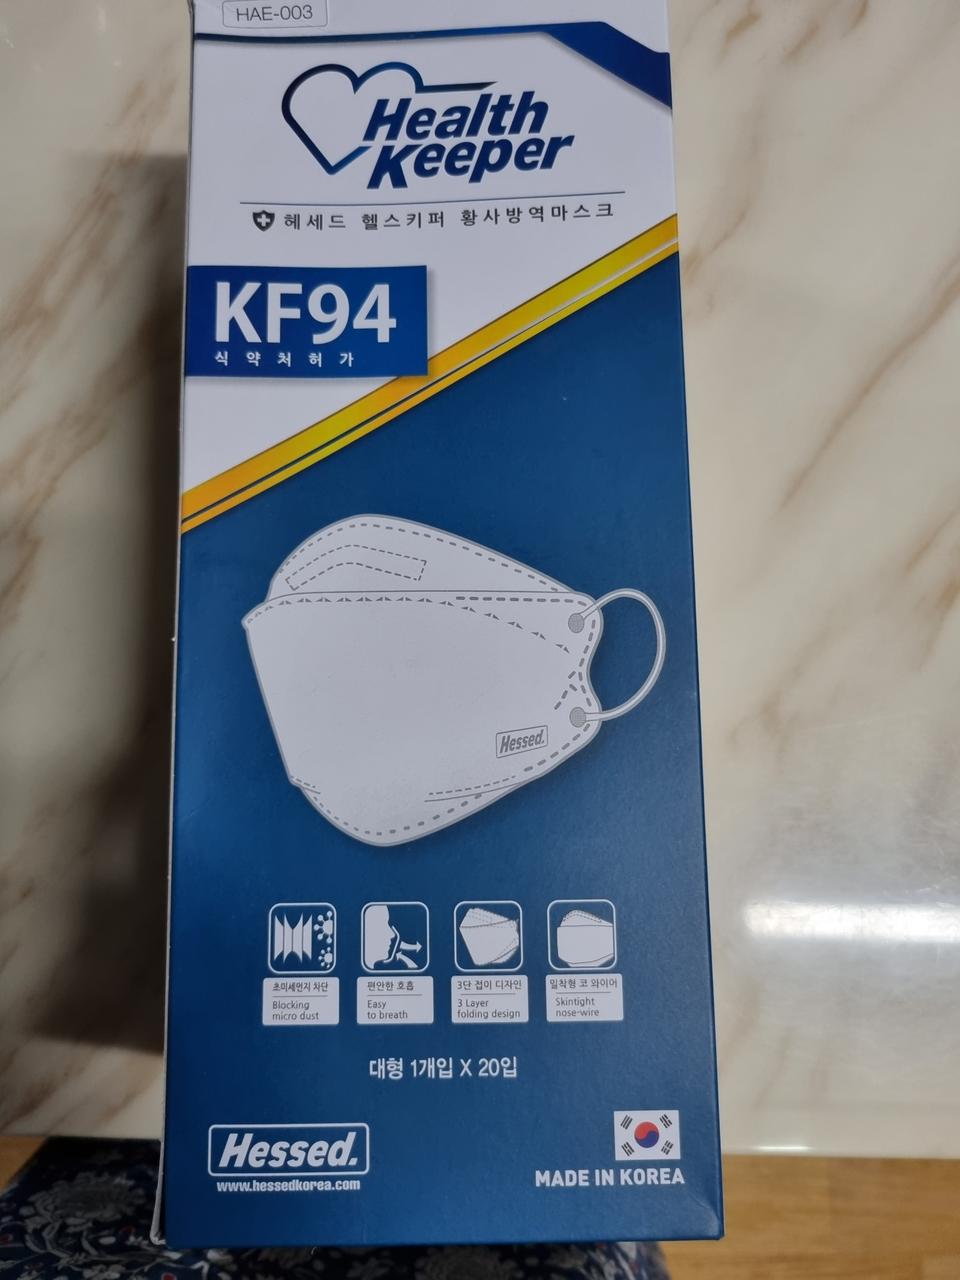 HAE-003
Health
Keeper
헤세드 헬스키퍼 황사방역마스크
KF94
식약처허가
Hessed.
초미세먼지 차단
Blocking
micro dust
편안한 호흡
Easy
to breath
3단 접이 디자인
3 Layer
folding design
밀착형 코 와이어
Skintight
nose-wire
대형 1개입 X 20입
Hessed.
www.hessedkorea.com
MADE IN KOREA